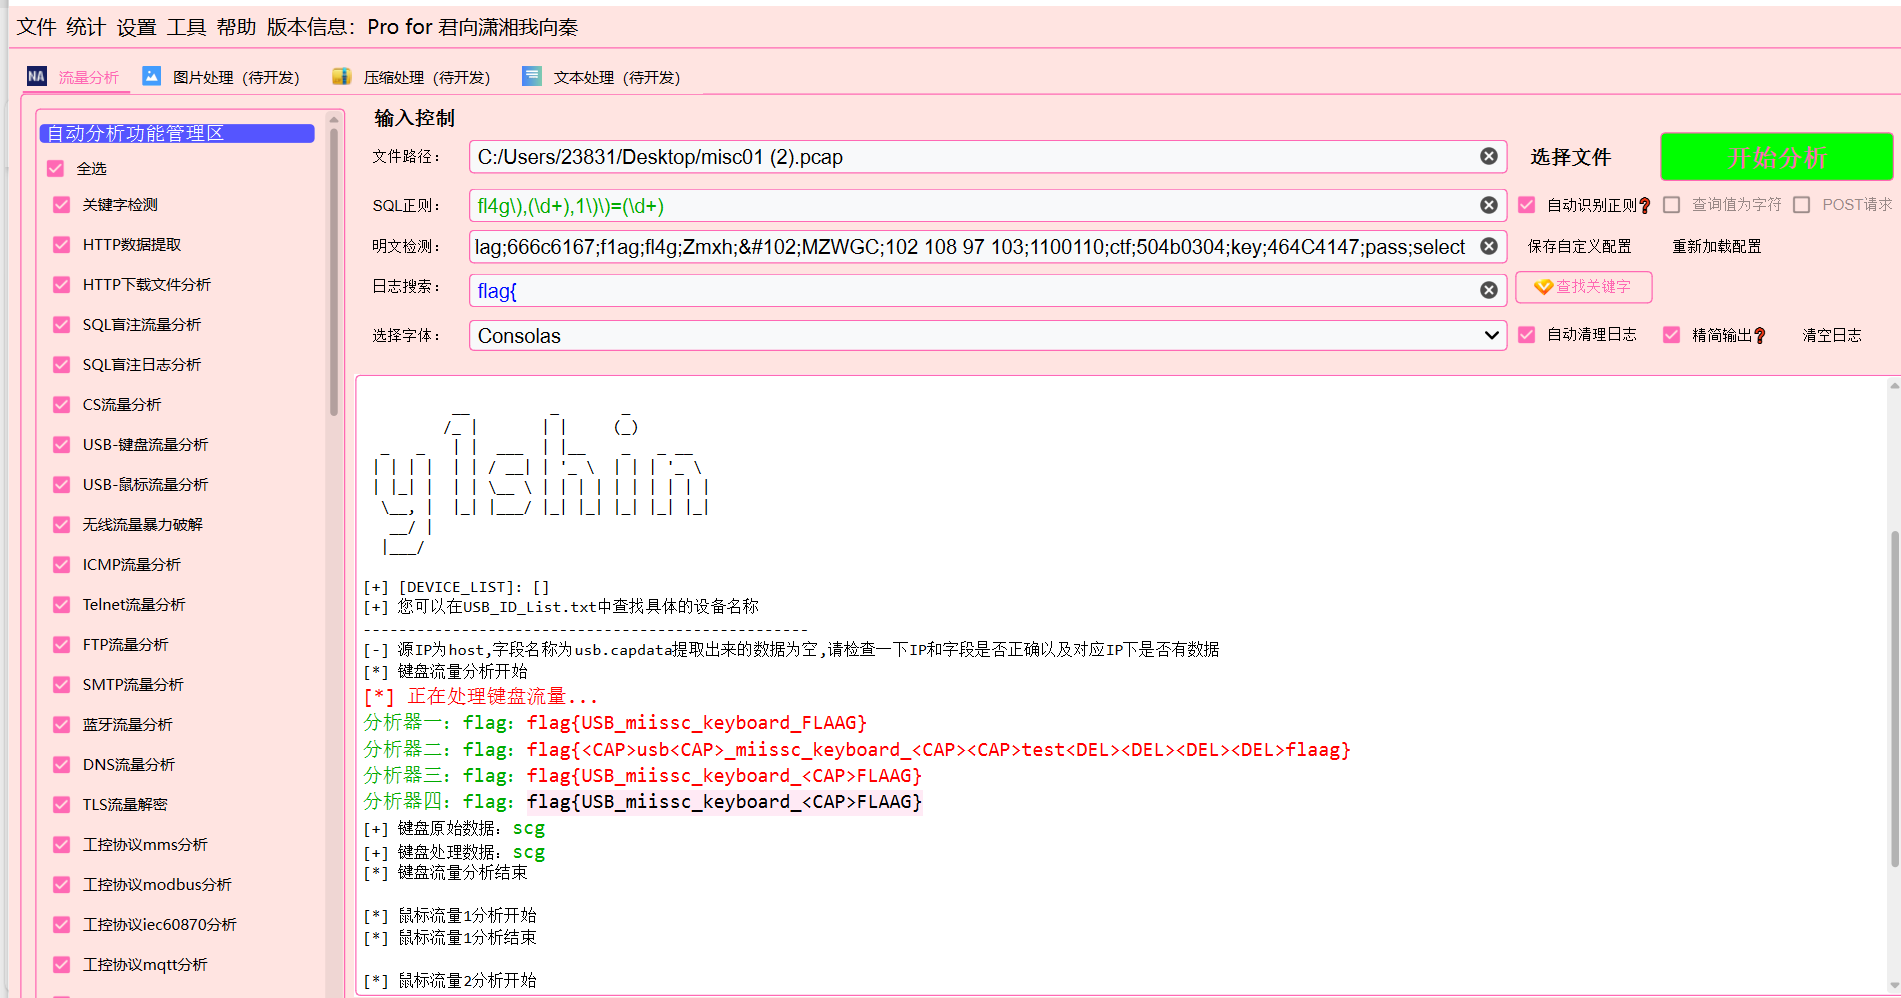 文件 统计 设置 工具 帮助 版本信息：Pro for 君向潇湘我向秦
NA 流量分析 图片处理（待开发） 压缩处理（待开发） 文本处理（待开发）
自动分析功能管理区
全选
关键字检测
HTTP数据提取
HTTP下载文件分析
SQL盲注流量分析
SQL盲注日志分析
CS流量分析
USB-键盘流量分析
USB-鼠标流量分析
无线流量暴力破解
ICMP流量分析
Telnet流量分析
FTP流量分析
SMTP流量分析
蓝牙流量分析
DNS流量分析
TLS流量解密
工控协议mms分析
工控协议modbus分析
工控协议iec60870分析
工控协议mqtt分析
输入控制
文件路径： C:/Users/23831/Desktop/misc01 (2).pcap 选择文件 开始分析
SQL正则： fl4g\),(\d+),1\)\)=(\d+) 自动识别正则❓ 查询值为字符 POST请求
明文检测： lag;666c6167;f1ag;fl4g;Zmxh;&#102;MZWGC;102 108 97 103;1100110;ctf;504b0304;key;464C4147;pass;select 保存自定义配置 重新加载配置
日志搜索： flag{ 查找关键字
选择字体： Consolas 自动清理日志 精简输出❓ 清空日志
y1shin
[+] [DEVICE_LIST]: []
[+] 您可以在USB_ID_List.txt中查找具体的设备名称
--------------------------------------------------
[-] 源IP为host,字段名称为usb.capdata提取出来的数据为空,请检查一下IP和字段是否正确以及对应IP下是否有数据
[*] 键盘流量分析开始
[*] 正在处理键盘流量...
分析器一：flag：flag{USB_miissc_keyboard_FLAAG}
分析器二：flag：flag{<CAP>usb<CAP>_miissc_keyboard_<CAP><CAP>test<DEL><DEL><DEL><DEL>flaag}
分析器三：flag：flag{USB_miissc_keyboard_<CAP>FLAAG}
分析器四：flag：flag{USB_miissc_keyboard_<CAP>FLAAG}
[+] 键盘原始数据：scg
[+] 键盘处理数据：scg
[*] 键盘流量分析结束
[*] 鼠标流量1分析开始
[*] 鼠标流量1分析结束
[*] 鼠标流量2分析开始